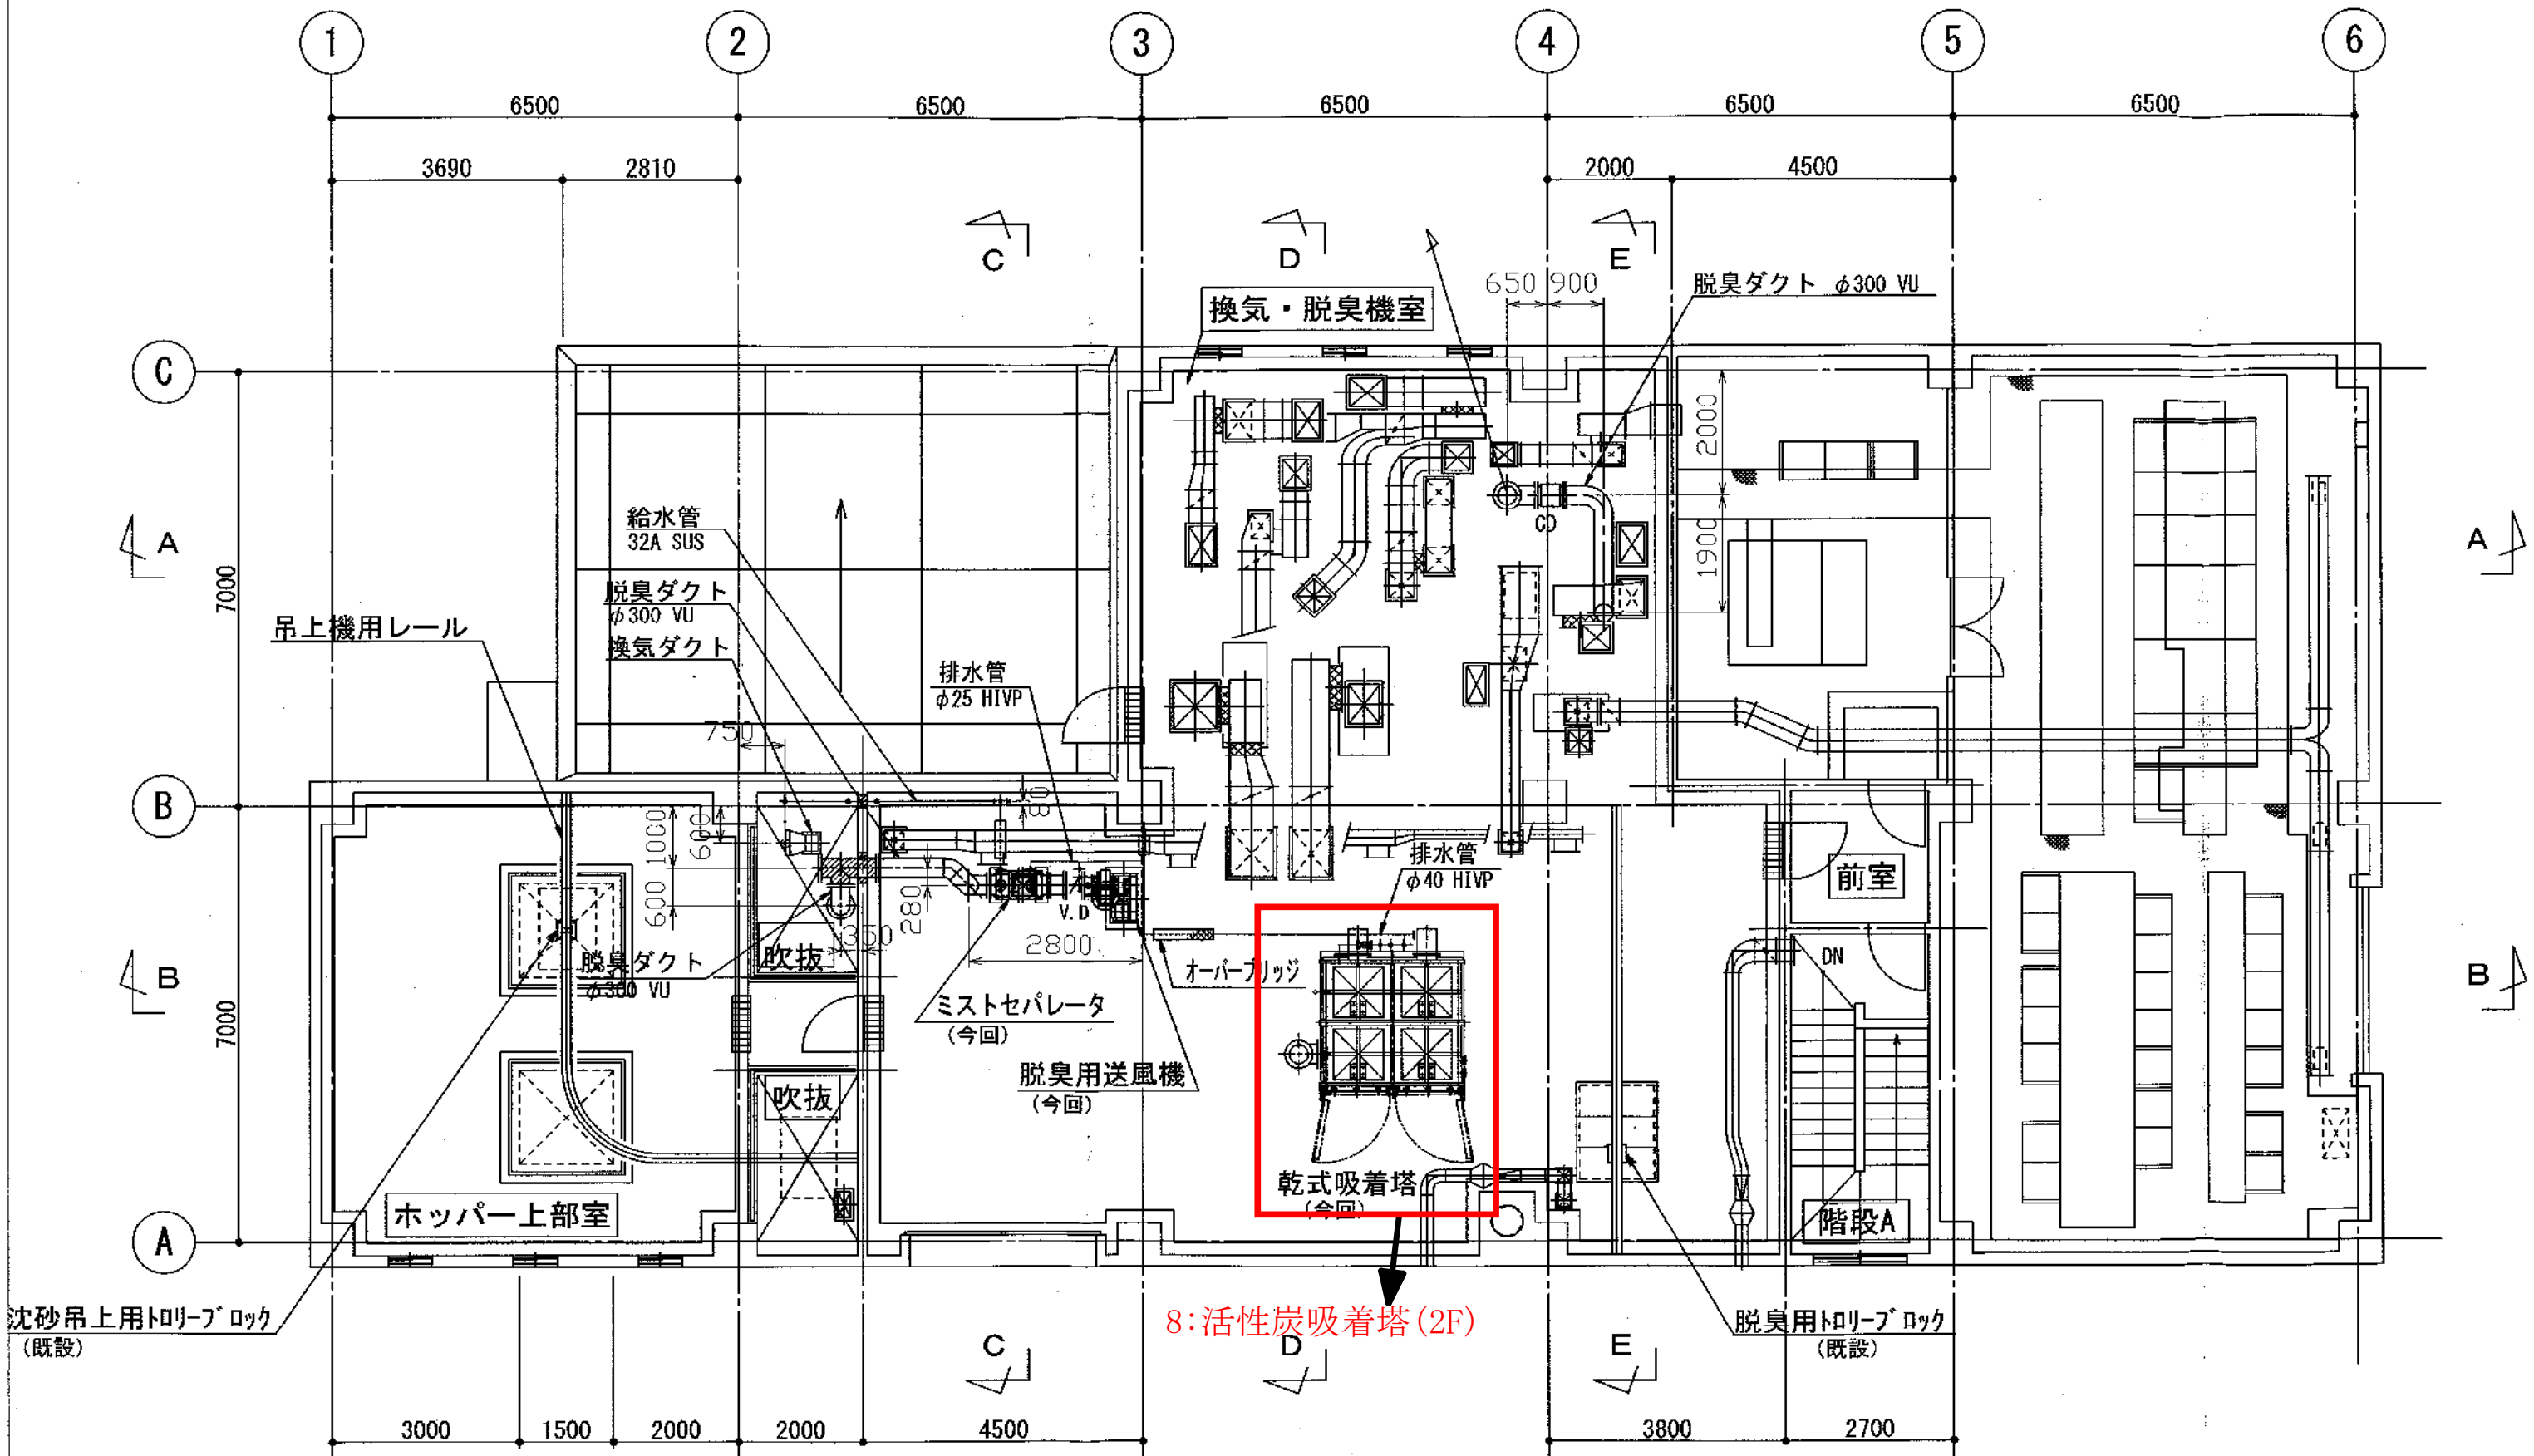 1
2
3
4
5
6
6500
6500
6500
6500
6500
3690
2810
2000
4500
C
D
E
650
900
脱臭ダクト φ300 VU
換気・脱臭機室
C
2000
給水管
32A SUS
CD
1900
A
A
7000
脱臭ダクト
φ300 VU
吊上機用レール
換気ダクト
排水管
φ25 HIVP
750
B
80
1000
600
600
280
350
V.D
2800
排水管
φ40 HIVP
前室
吹抜
脱臭ダクト
φ300 VU
オーバーブリッジ
DN
B
B
7000
ミストセパレータ
(今回)
脱臭用送風機
(今回)
吹抜
乾式吸着塔
(今回)
ホッパー上部室
階段A
A
沈砂吊上用トロリーブロック
(既設)
8:活性炭吸着塔(2F)
脱臭用トロリーブロック
(既設)
C
D
E
3000
1500
2000
2000
4500
3800
2700